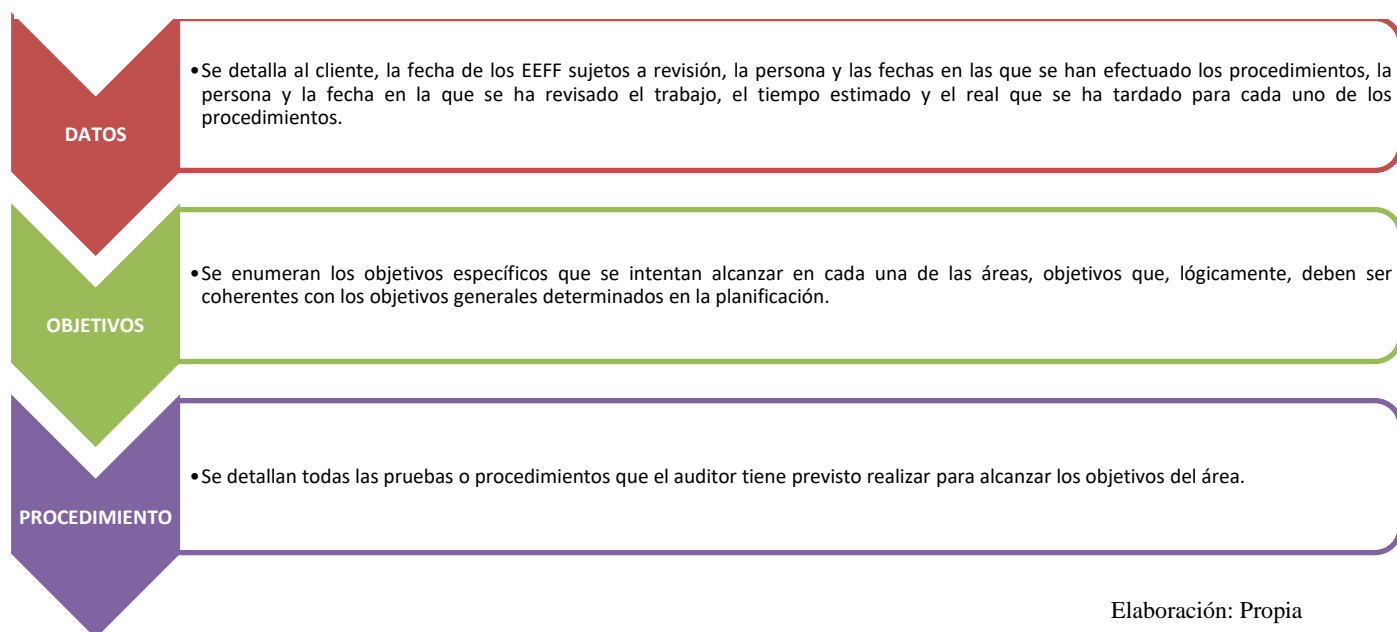 DATOS
•Se detalla al cliente, la fecha de los EEFF sujetos a revisión, la persona y las fechas en las que se han efectuado los procedimientos, la
persona y la fecha en la que se ha revisado el trabajo, el tiempo estimado y el real que se ha tardado para cada uno de los
procedimientos.
OBJETIVOS
•Se enumeran los objetivos específicos que se intentan alcanzar en cada una de las áreas, objetivos que, lógicamente, deben ser
coherentes con los objetivos generales determinados en la planificación.
PROCEDIMIENTO
•Se detallan todas las pruebas o procedimientos que el auditor tiene previsto realizar para alcanzar los objetivos del área.
Elaboración: Propia